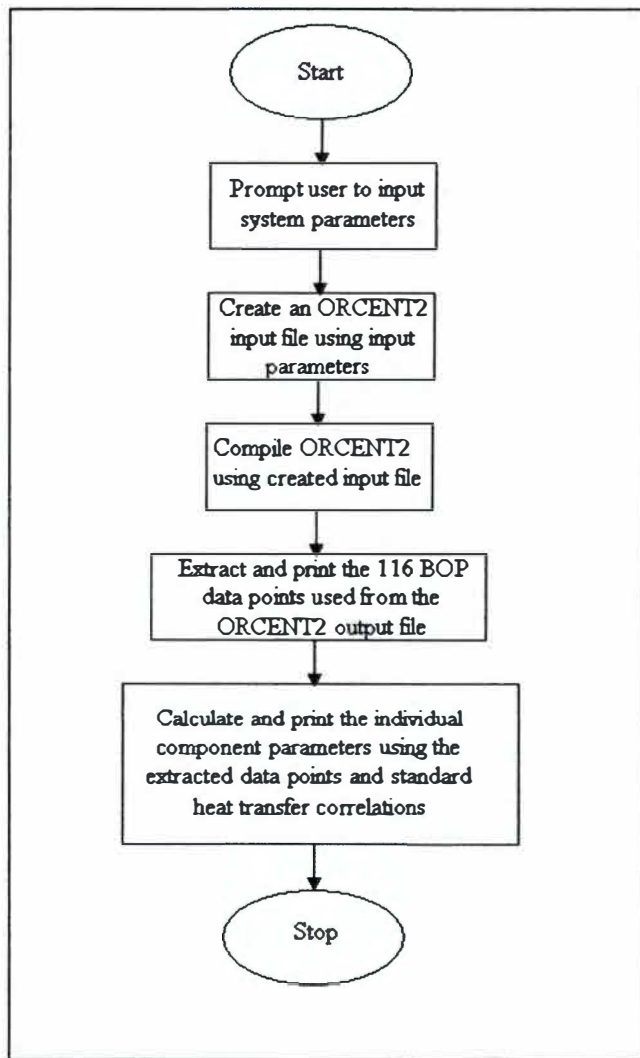 Start
Prompt user to input
system parameters
Create an ORCENT2
input file using input
parameters
Compile ORCENT2
using created input file
Extract and print the 116 BOP
data points used from the
ORCENT2 output file
Calculate and print the individual
component parameters using the
extracted data points and standard
heat transfer correlations
Stop